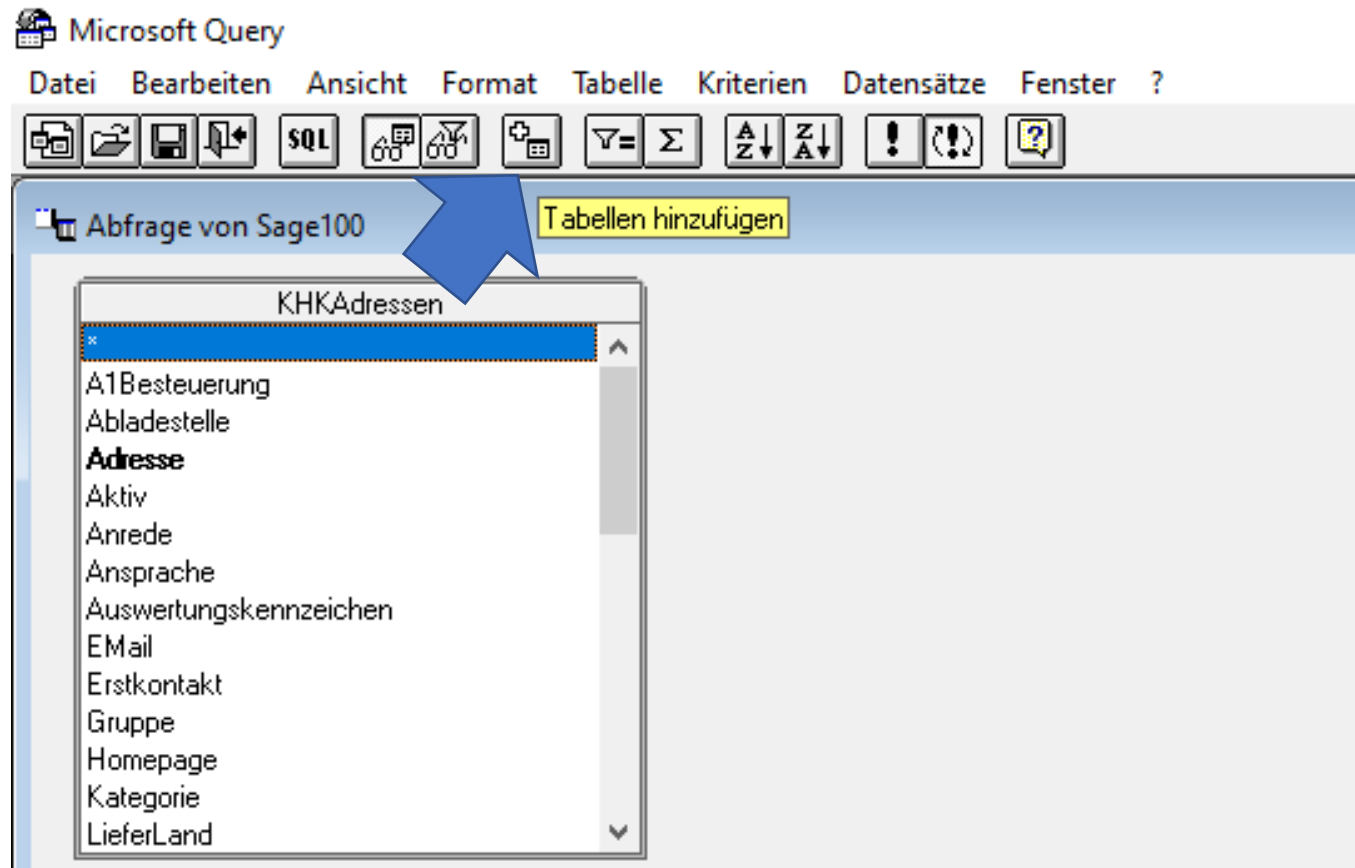 Microsoft Query
Datei Bearbeiten Ansicht Format Tabelle Kriterien Datensätze Fenster ?
SQL A Z Z A ! (!) ?
Abfrage von Sage100
Tabellen hinzufügen
KHKAdressen
*
A1Besteuerung
Abladestelle
Adresse
Aktiv
Anrede
Ansprache
Auswertungskennzeichen
EMail
Erstkontakt
Gruppe
Homepage
Kategorie
LieferLand